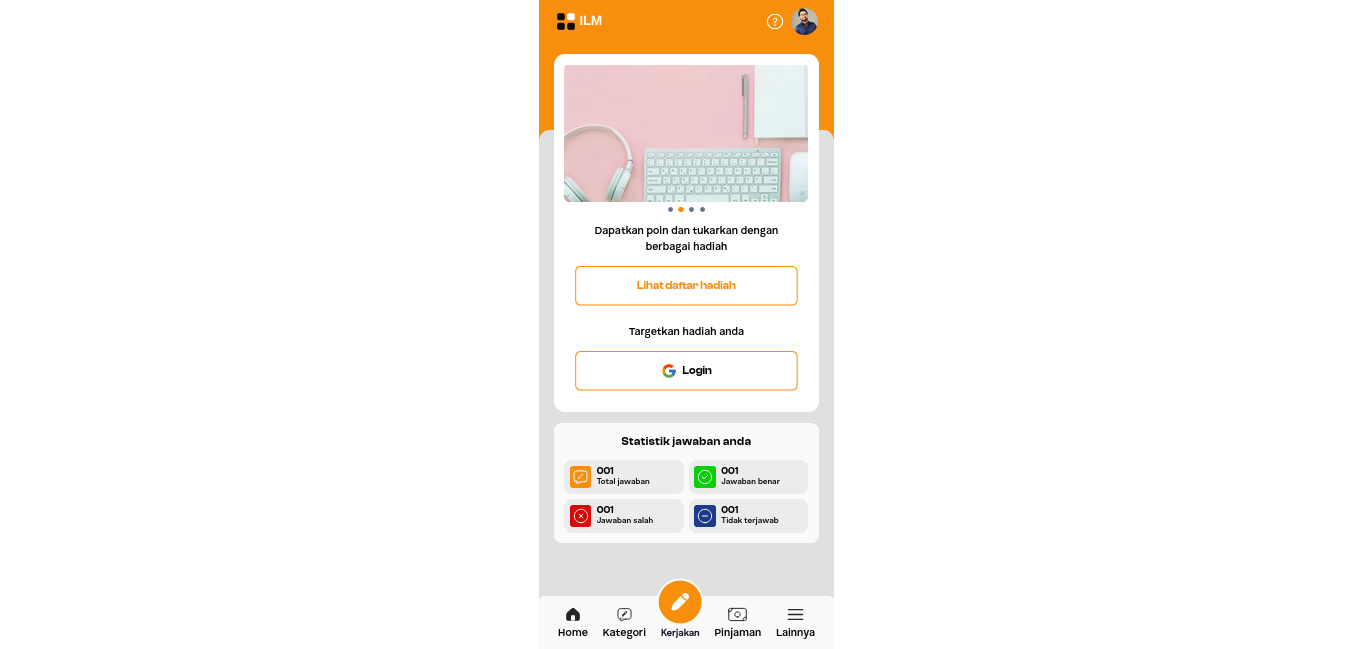 ILM
Dapatkan poin dan tukarkan dengan
berbagai hadiah
Lihat daftar hadiah
Targetkan hadiah anda
Login
Statistik jawaban anda
001
Total jawaban
001
Jawaban benar
001
Jawaban salah
001
Tidak terjawab
Home
Kategori
Kerjakan
Pinjaman
Lainnya